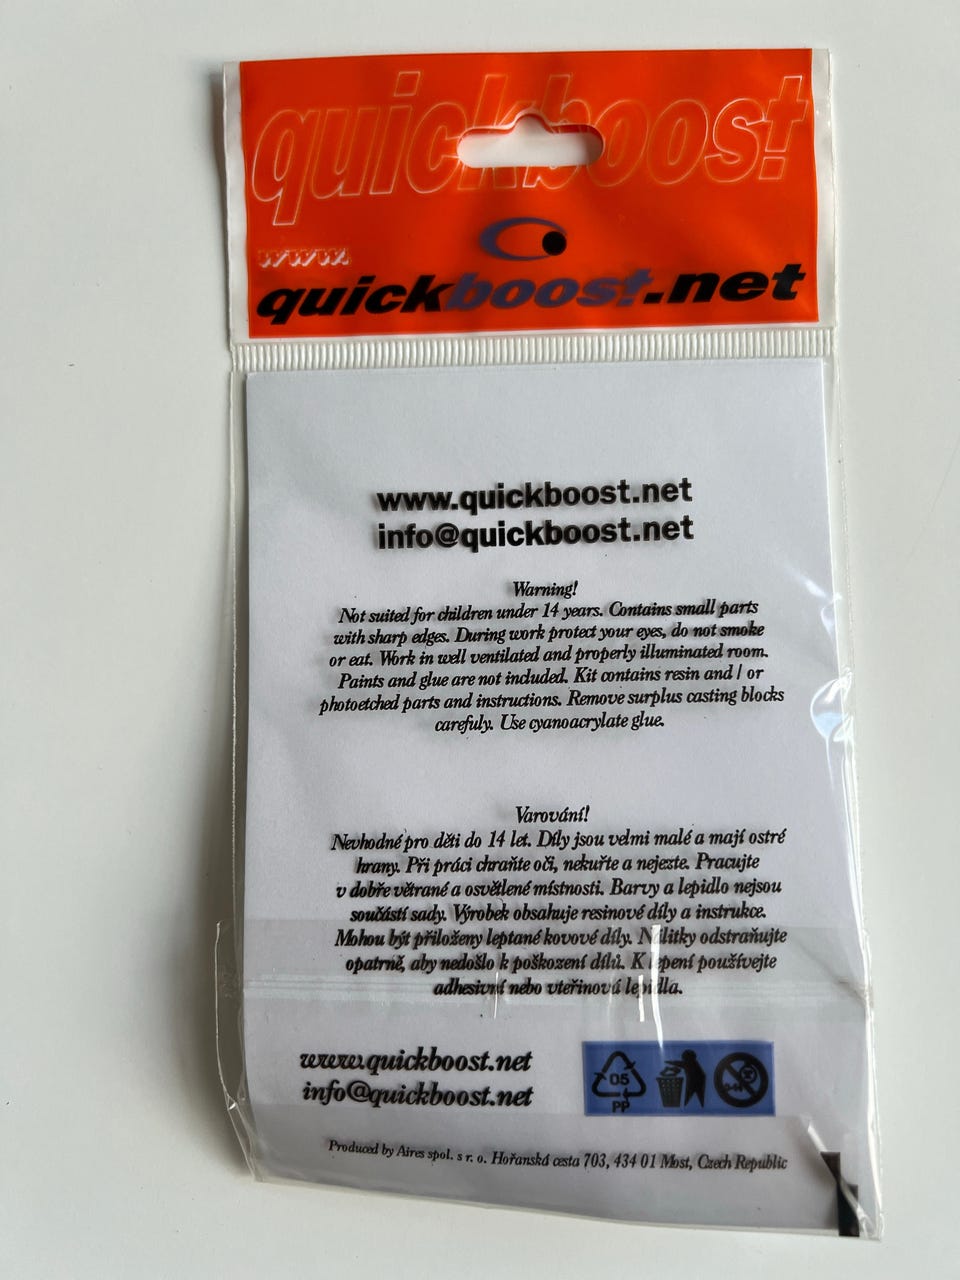 quickboost
www.
quickboost.net
www.quickboost.net
info@quickboost.net
Warning!
Not suited for children under 14 years. Contains small parts
with sharp edges. During work protect your eyes, do not smoke
or eat. Work in well ventilated and properly illuminated room.
Paints and glue are not included. Kit contains resin and / or
photoetched parts and instructions. Remove surplus casting blocks
carefuly. Use cyanoacrylate glue.
Varování!
Nevhodné pro děti do 14 let. Díly jsou velmi malé a mají ostré
hrany. Při práci chraňte oči, nekuřte a nejezte. Pracujte
v dobře větrané a osvětlené místnosti. Barvy a lepidlo nejsou
součástí sady. Výrobek obsahuje resinové díly a instrukce.
Mohou být přiloženy leptané kovové díly. Nálitky odstraňujte
opatrně, aby nedošlo k poškození dílů. K lepení používejte
adhesivní nebo vteřinová lepidla.
www.quickboost.net
info@quickboost.net
05
PP
0-4
Produced by Aires spol. s r. o. Hořanská cesta 703, 434 01 Most, Czech Republic